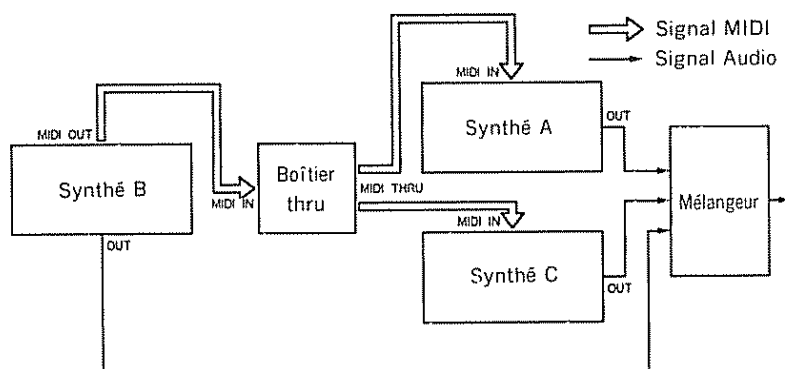 Signal MIDI
Signal Audio
MIDI IN
OUT
Synthé A
MIDI OUT
Synthé B
MIDI IN
Boîtier
thru
MIDI THRU
Mélangeur
MIDI IN
OUT
Synthé C
OUT